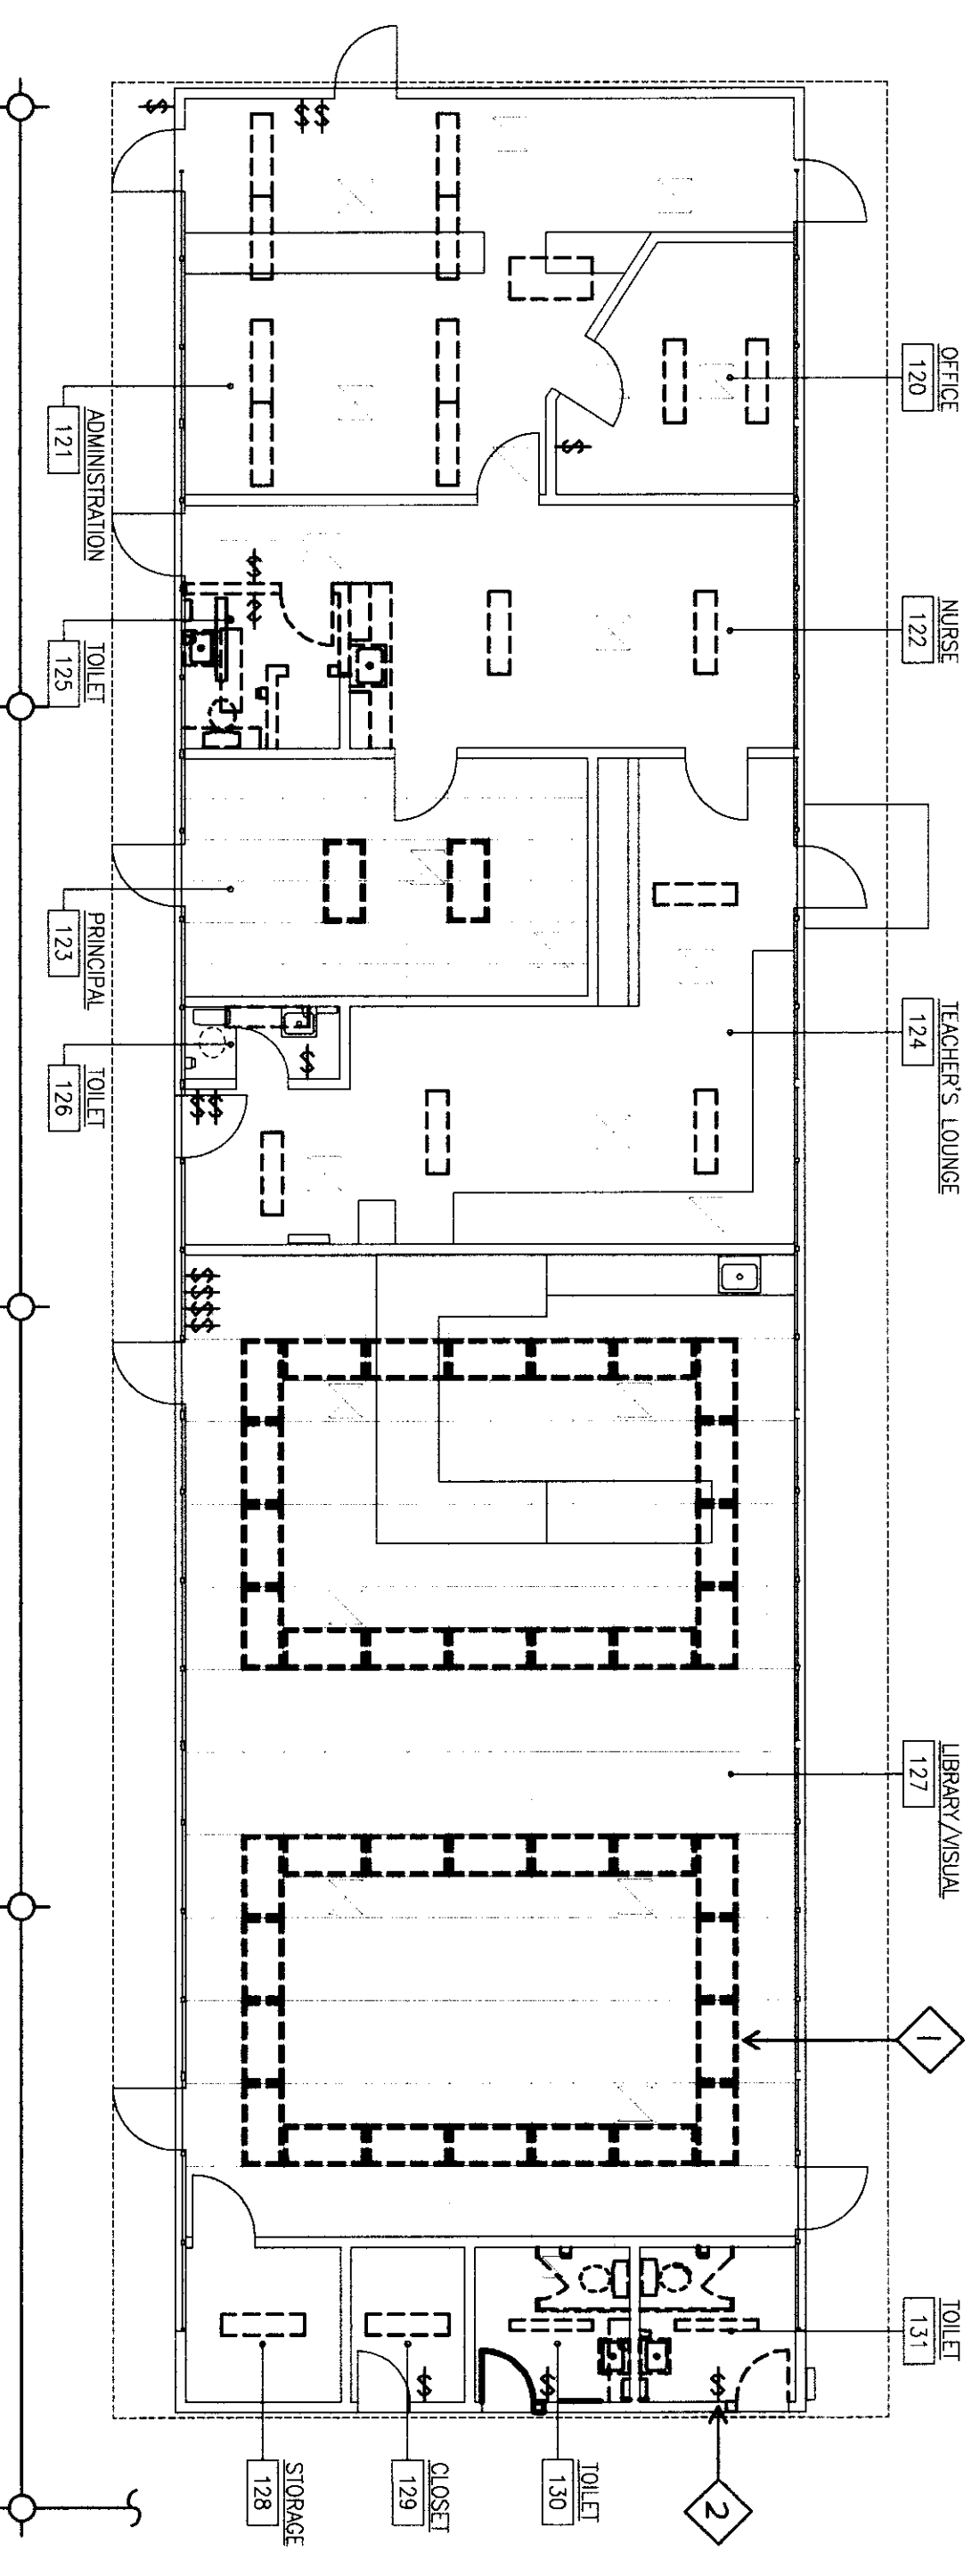 OFFICE
120
NURSE
122
TEACHER'S LOUNGE
124
LIBRARY/VISUAL
127
1
TOILET
131
2
ADMINISTRATION
121
TOILET
125
PRINCIPAL
123
TOILET
126
TOILET
130
CLOSET
129
STORAGE
128
$
$$
$
$
$
$
$$
$$$$
$
$
$